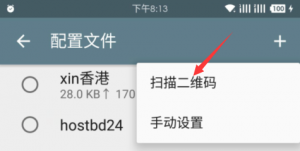 下午8:13
100
配置文件
xin香港
28.0 KB↑ 170
扫描二维码
hostbd24
手动设置